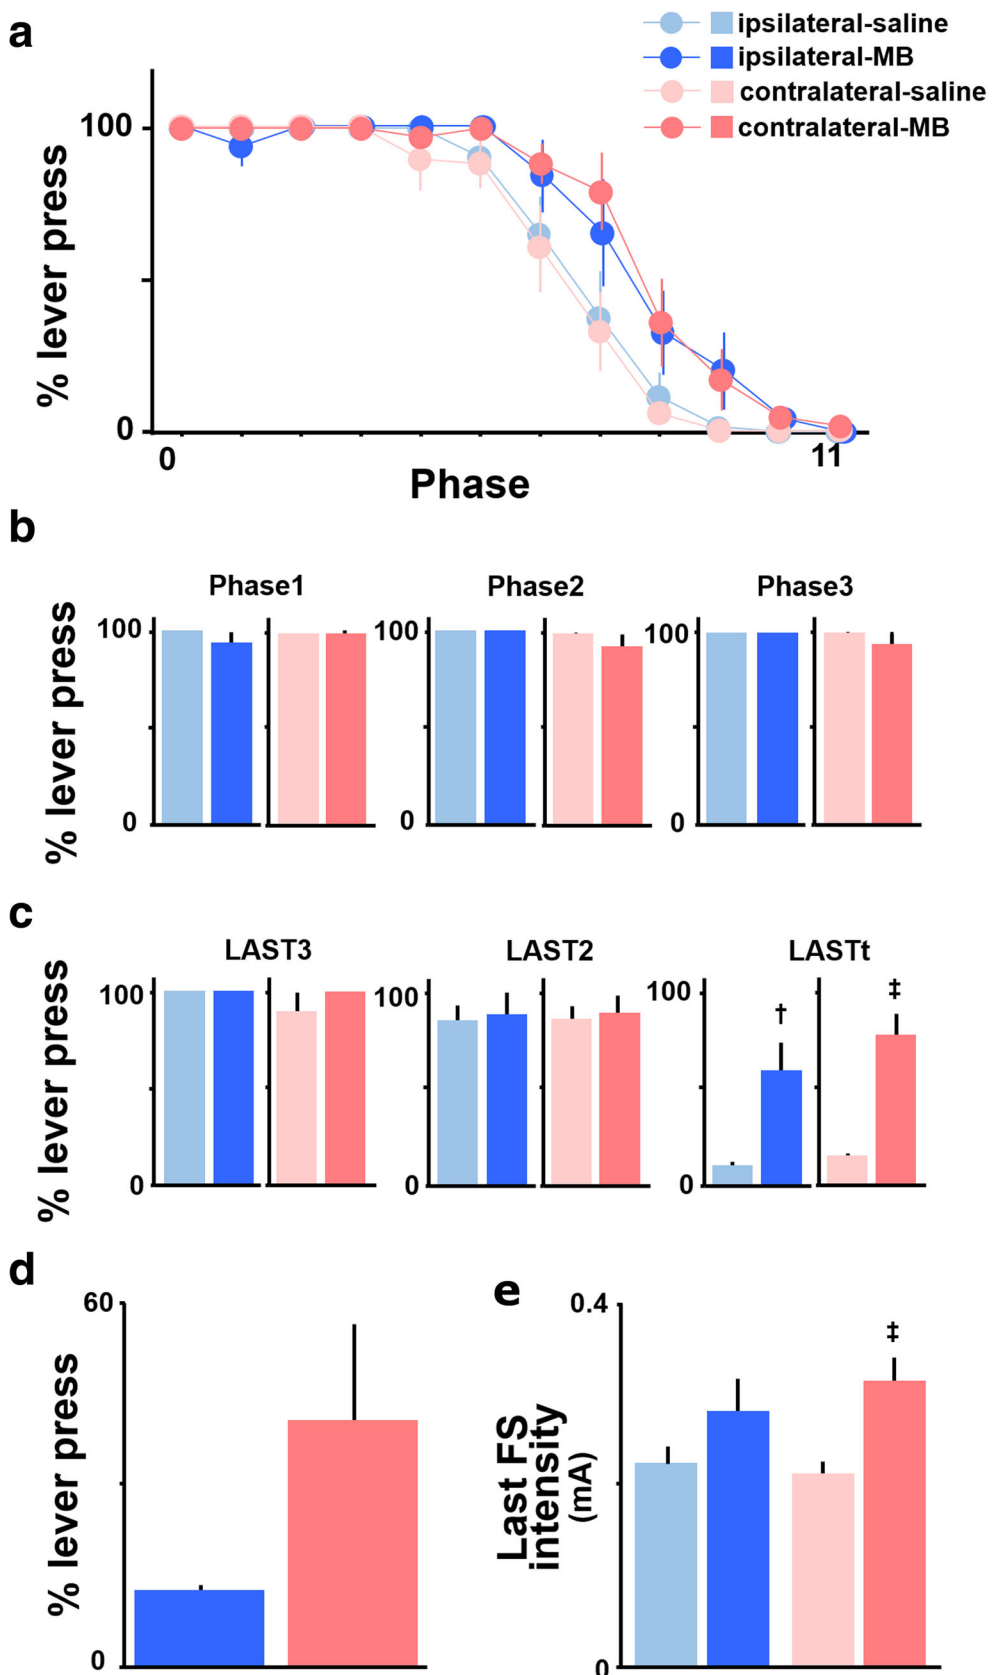 a
ipsilateral-saline
ipsilateral-MB
contralateral-saline
contralateral-MB
% lever press
100
0
0
11
Phase
b
Phase1
Phase2
Phase3
% lever press
100
0
100
0
100
0
c
LAST3
LAST2
LASTt
% lever press
100
0
100
0
100
0
†
‡
d
% lever press
60
0
e
Last FS
intensity
(mA)
0.4
0
‡